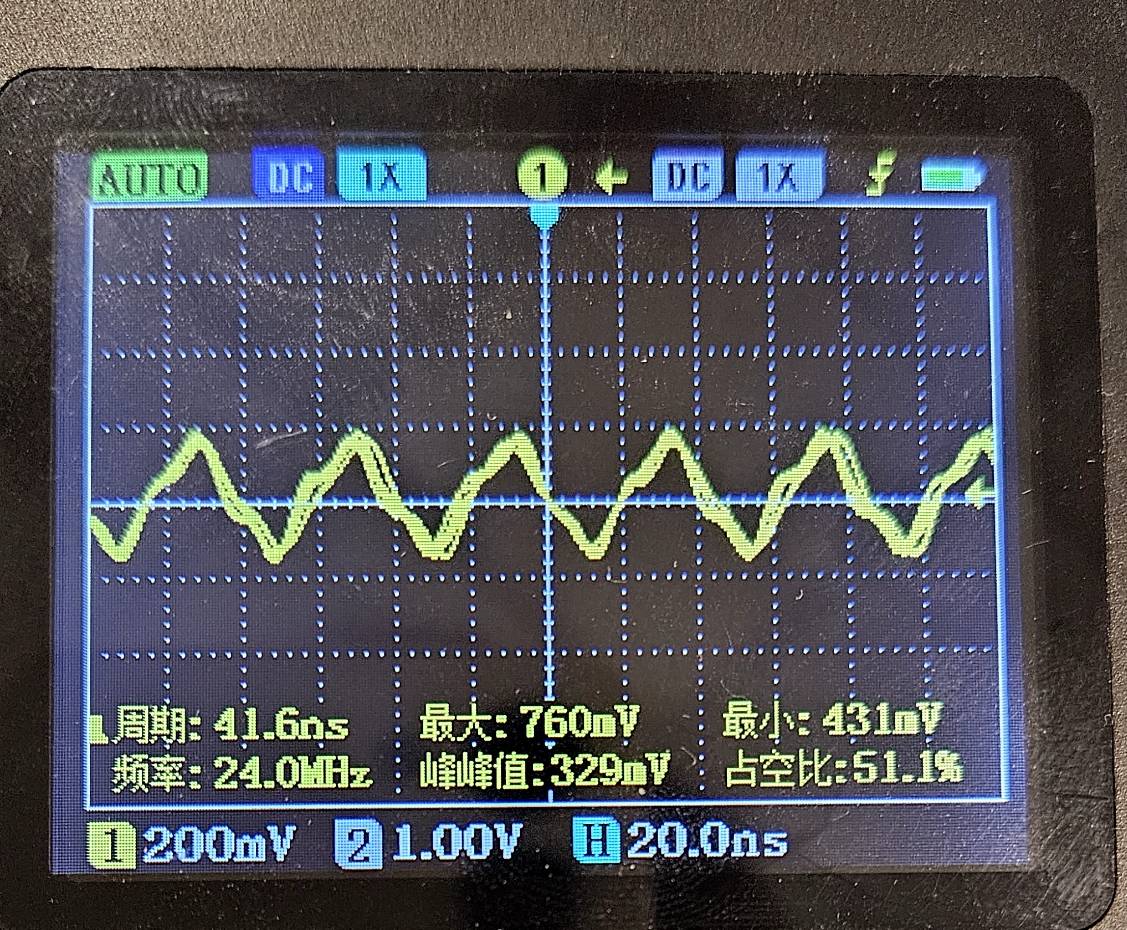 AUTO DC 1X 1 DC 1X
周期: 41.6ns 最大: 760mV 最小: 431mV
频率: 24.0MHz 峰峰值: 329mV 占空比: 51.1%
1 200mV 2 1.00V H 20.0ns